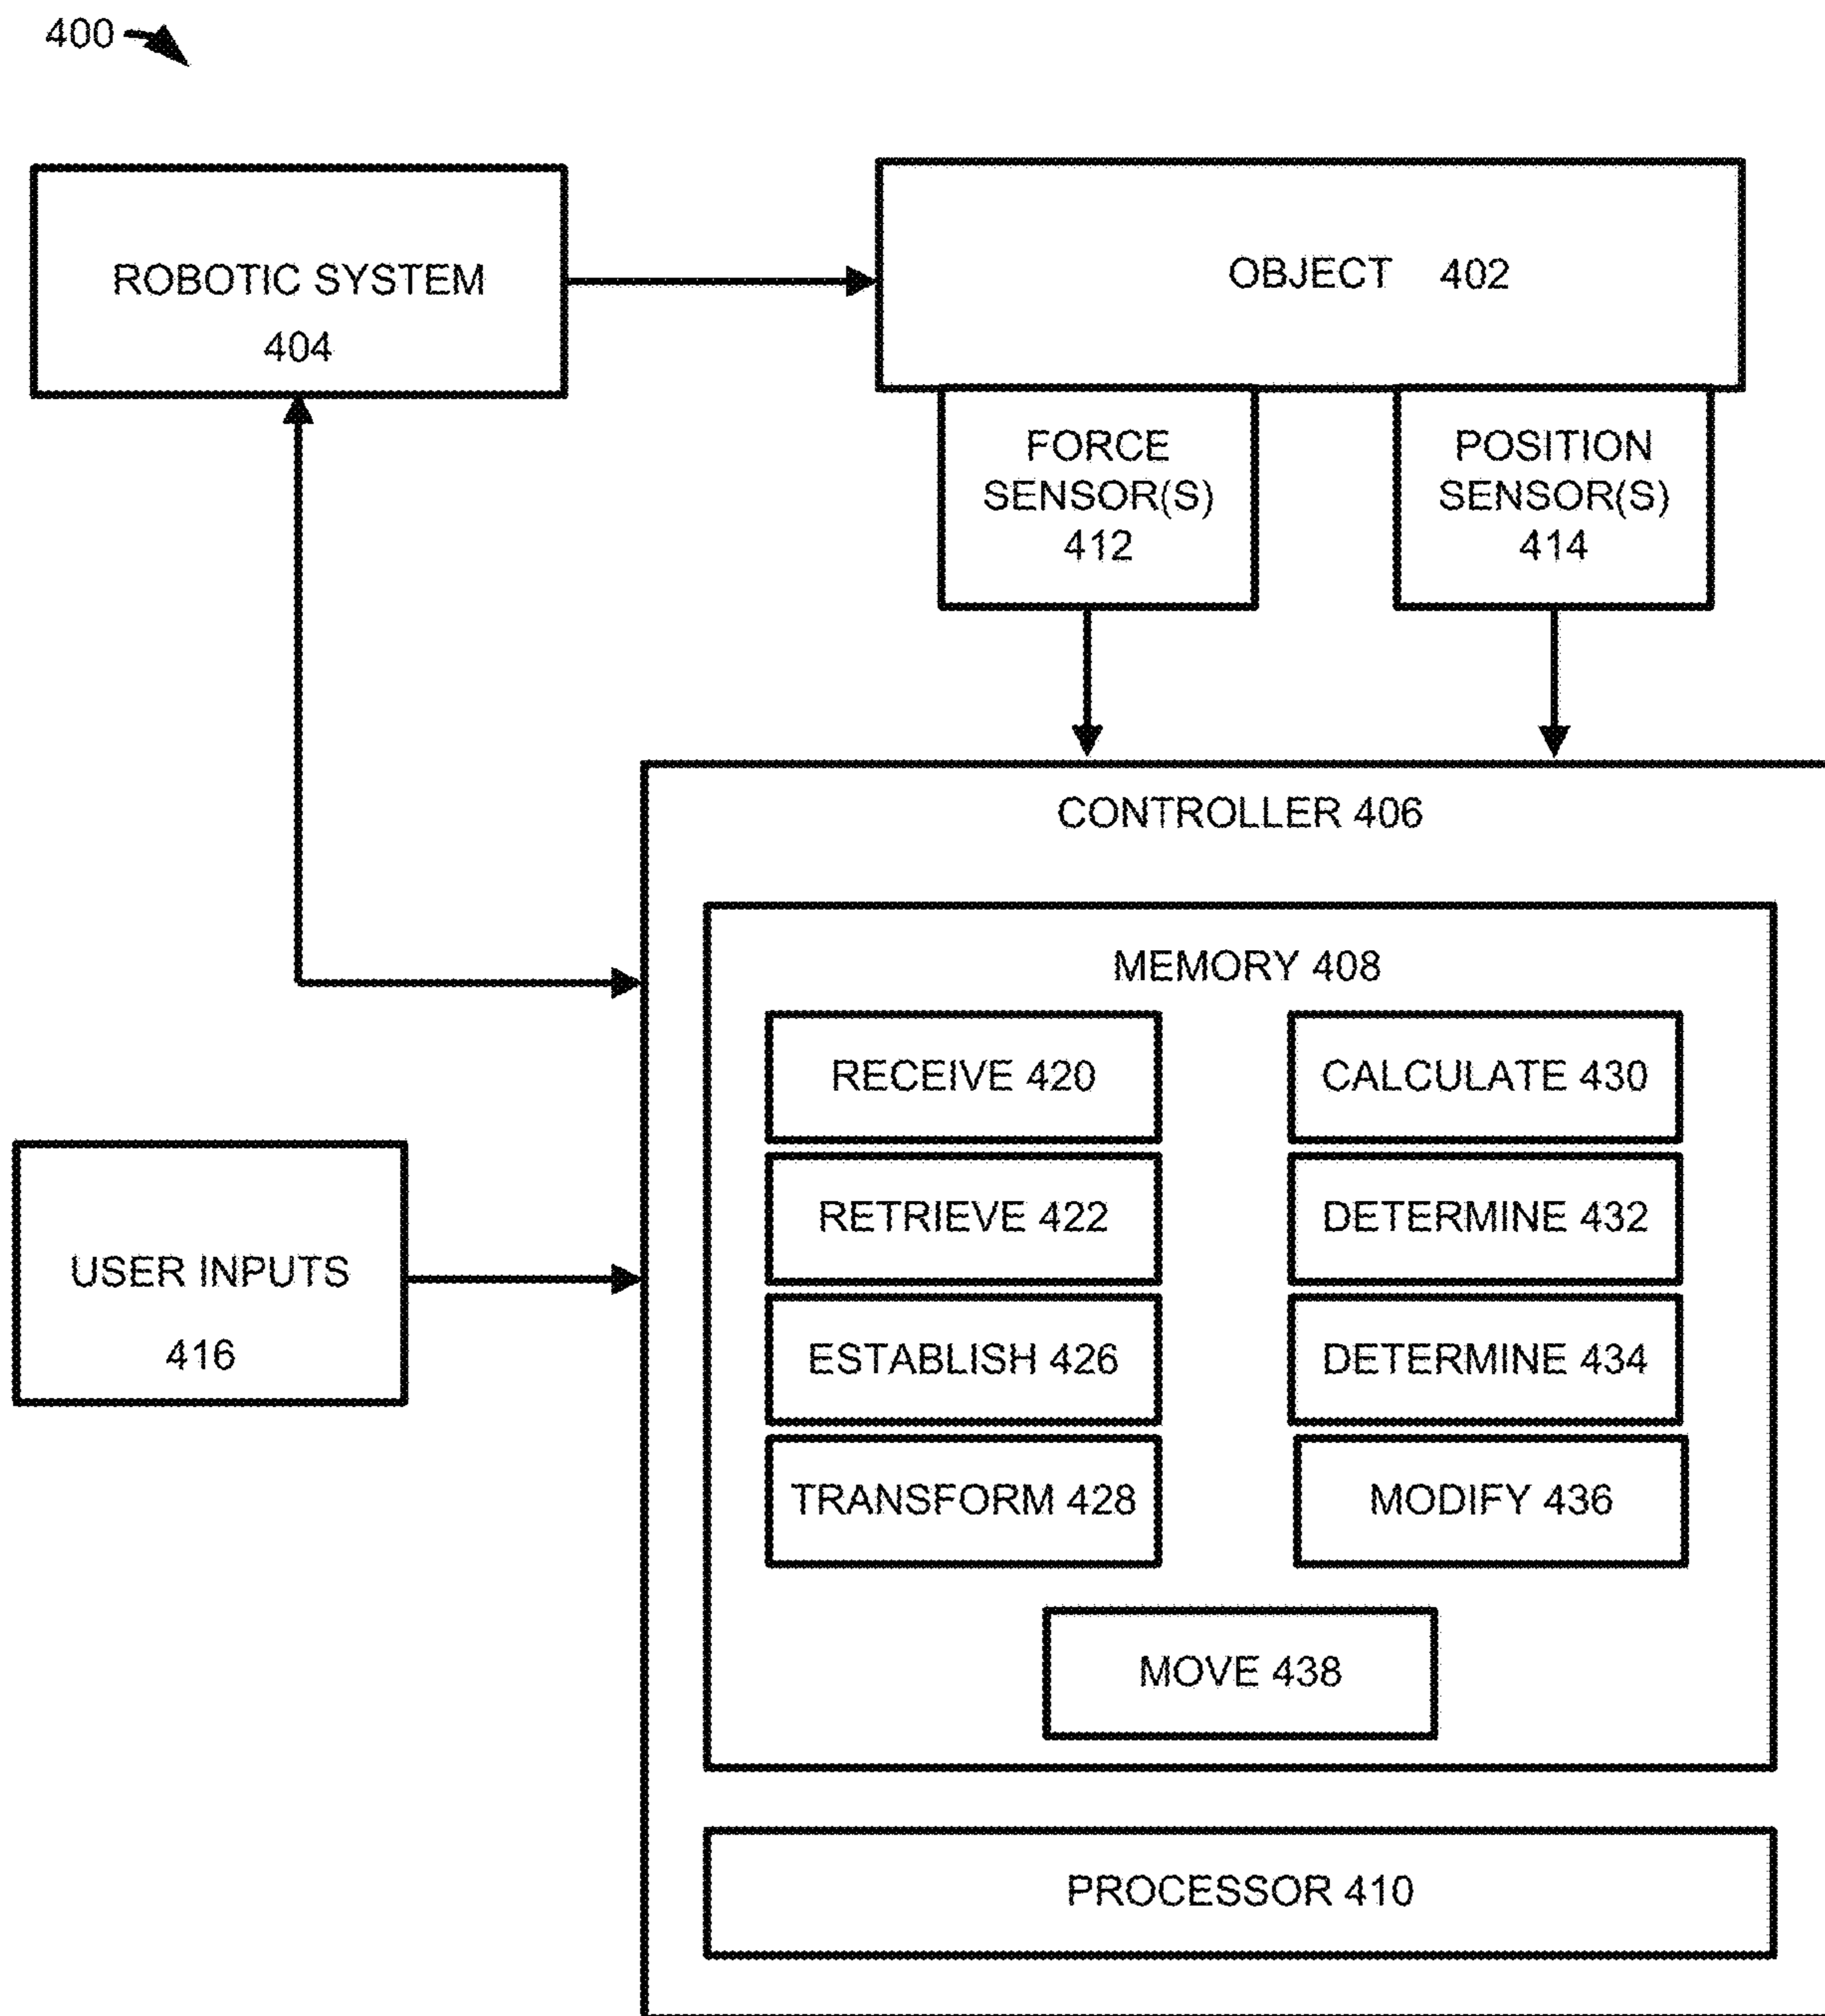 400
ROBOTIC SYSTEM
404
OBJECT 402
FORCE
SENSOR(S)
412
POSITION
SENSOR(S)
414
CONTROLLER 406
MEMORY 408
RECEIVE 420
CALCULATE 430
RETRIEVE 422
DETERMINE 432
ESTABLISH 426
DETERMINE 434
TRANSFORM 428
MODIFY 436
MOVE 438
USER INPUTS
416
PROCESSOR 410